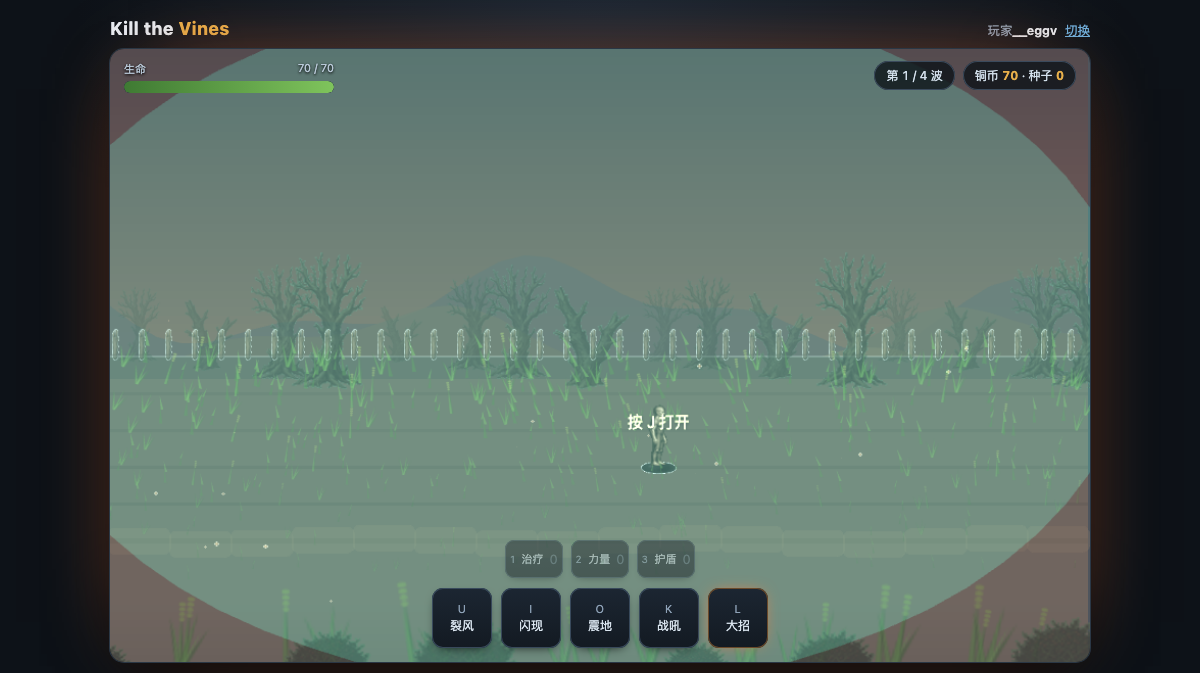 Kill the Vines
玩家__eggv 切换
生命 70 / 70
第 1 / 4 波
铜币 70 · 种子 0
按 J 打开
1 治疗 0
2 力量 0
3 护盾 0
U
裂风
I
闪现
O
震地
K
战吼
L
大招